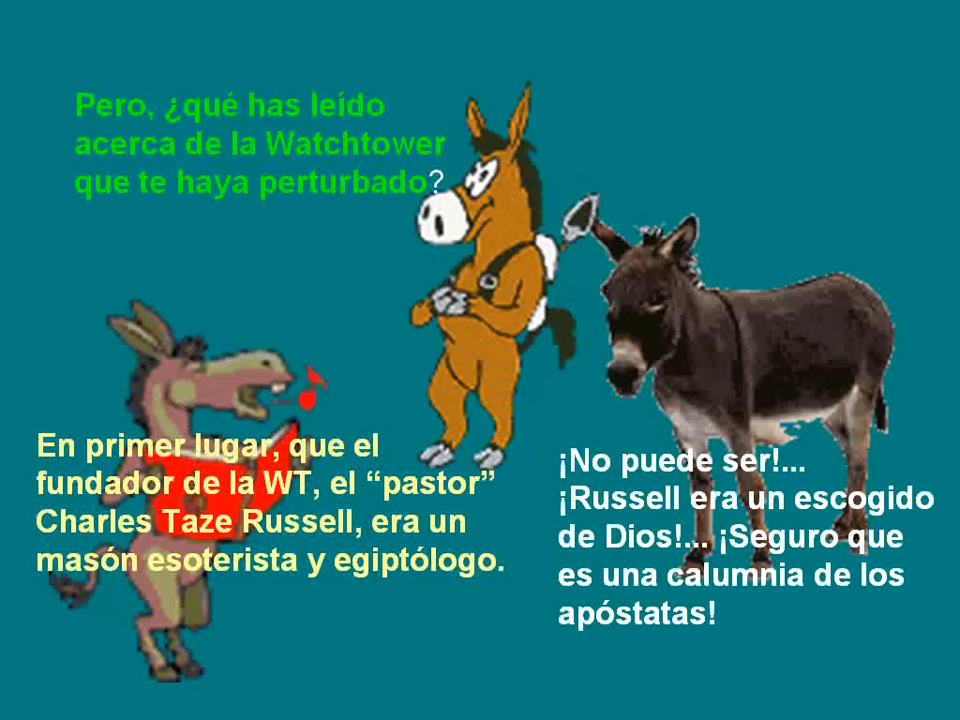 Pero, ¿qué has leído
acerca de la Watchtower
que te haya perturbado?
En primer lugar, que el
fundador de la WT, el “pastor”
Charles Taze Russell, era un
masón esoterista y egiptólogo.
¡No puede ser!...
¡Russell era un escogido
de Dios!... ¡Seguro que
es una calumnia de los
apóstatas!